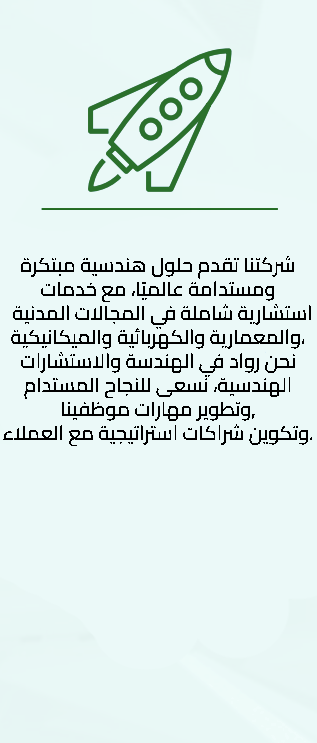 شركتنا تقدم حلول هندسية مبتكرة
ومستدامة عالميًا، مع خدمات
استشارية شاملة في المجالات المدنية
والمعمارية والكهربائية والميكانيكية،
نحن رواد في الهندسة والاستشارات
الهندسية، نسعى للنجاح المستدام
وتطوير مهارات موظفينا,
وتكوين شراكات استراتيجية مع العملاء.